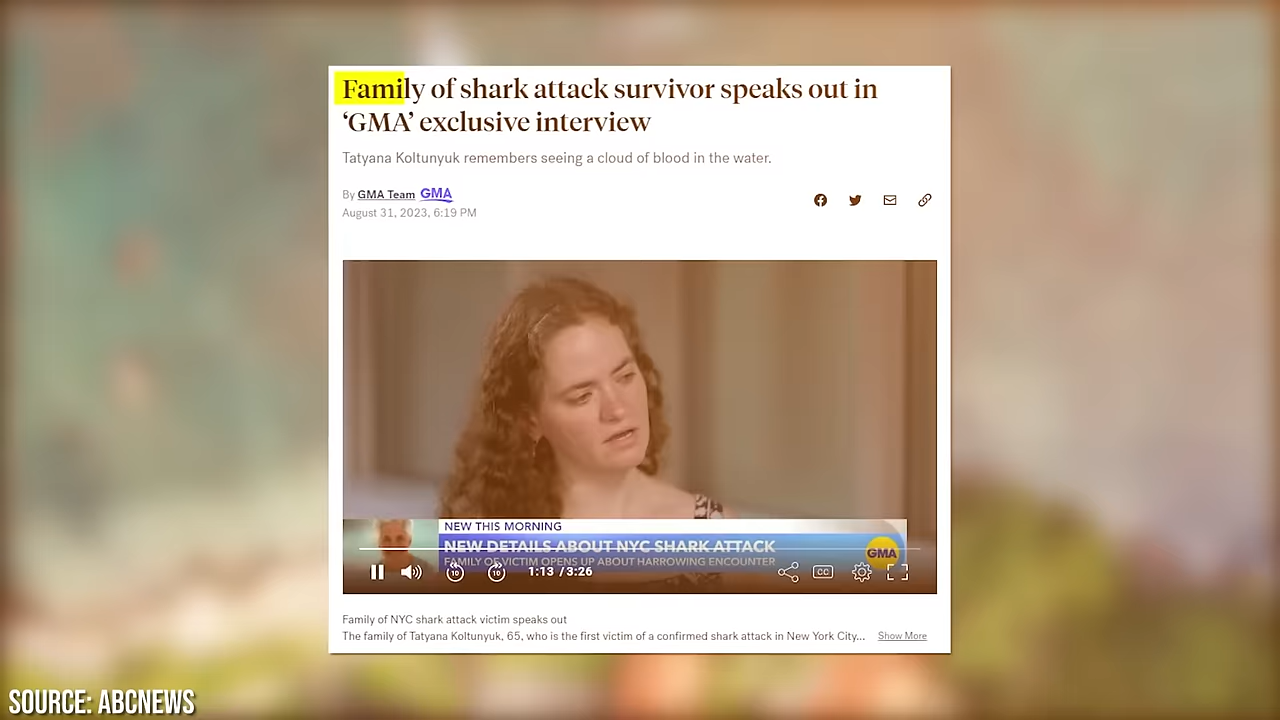 Family of shark attack survivor speaks out in
‘GMA’ exclusive interview
Tatyana Koltunyuk remembers seeing a cloud of blood in the water.
By GMA Team GMA
August 31, 2023, 6:19 PM
NEW THIS MORNING
NEW DETAILS ABOUT NYC SHARK ATTACK
FAMILY OF VICTIM OPENS UP ABOUT HARROWING ENCOUNTER
GMA
10 10 1:13 / 3:26 CC
Family of NYC shark attack victim speaks out
The family of Tatyana Koltunyuk, 65, who is the first victim of a confirmed shark attack in New York City... Show More
SOURCE: ABCNEWS